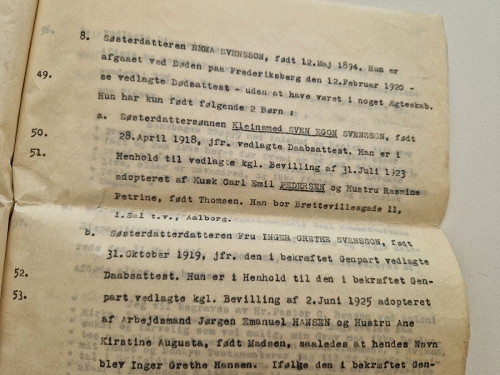 8. Søsterdatteren EMMA SVENSSON, født 12.Maj 1894. Hun er
afgaaet ved Døden paa Frederiksberg den 12.Februar 1920 -
49. se vedlagte Dødsattest - uden at have været i noget Ægteskab.
Hun har kun født følgende 2 Børn :
a. Søsterdattersønnen Kleinsmed SVEN EGON SVENSSON, født
50. 28.April 1918, jfr. vedlagte Daabsattest. Han er i
51. Henhold til vedlagte kgl. Bevilling af 31.Juli 1923
adopteret af Musk Carl Emil PEDERSEN og Hustru Rasmine
Petrine, født Thomsen. Han bor Brettevillesgade 11,
1.Sal t.v., Aalborg.
b. Søsterdatterdatteren Fru INGER GRETHE SVENSSON, født
31.Oktober 1919, jfr. den i bekræftet Genpart vedlagte
52. Daabsattest. Hun er i Henhold til den i bekræftet Gen-
53. part vedlagte kgl. Bevilling af 2.Juni 1925 adopteret
af Arbejdsmand Jørgen Emanuel HANSEN og Hustru Ane
Kirstine Augusta, født Madsen, saaledes at hendes Navn
blev Inger Grethe Hansen. Ifølge den i bekræftet Gen-